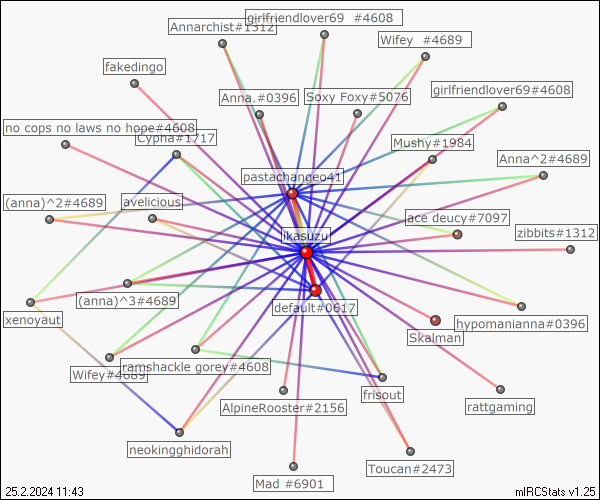 girlfriendlover69 #4608
Annarchist#1312
Wifey #4689
fakedingo
girlfriendlover69#4608
Anna.#0396
Soxy Foxy#5076
no cops no laws no hope#4608
Cypha#1717
Mushy#1984
Anna^2#4689
pastachangeo41
(anna)^2#4689
avelicious
ace deucy#7097
zibbits#1312
ikasuzu
(anna)^3#4689
default#0617
xenoyaut
hypomanianna#0396
Skalman
Wifey#4689
ramshackle gorey#4608
frisout
AlpineRooster#2156
rattgaming
neokingghidorah
Toucan#2473
Mad #6901
25.2.2024 11:43
mIRCStats v1.25